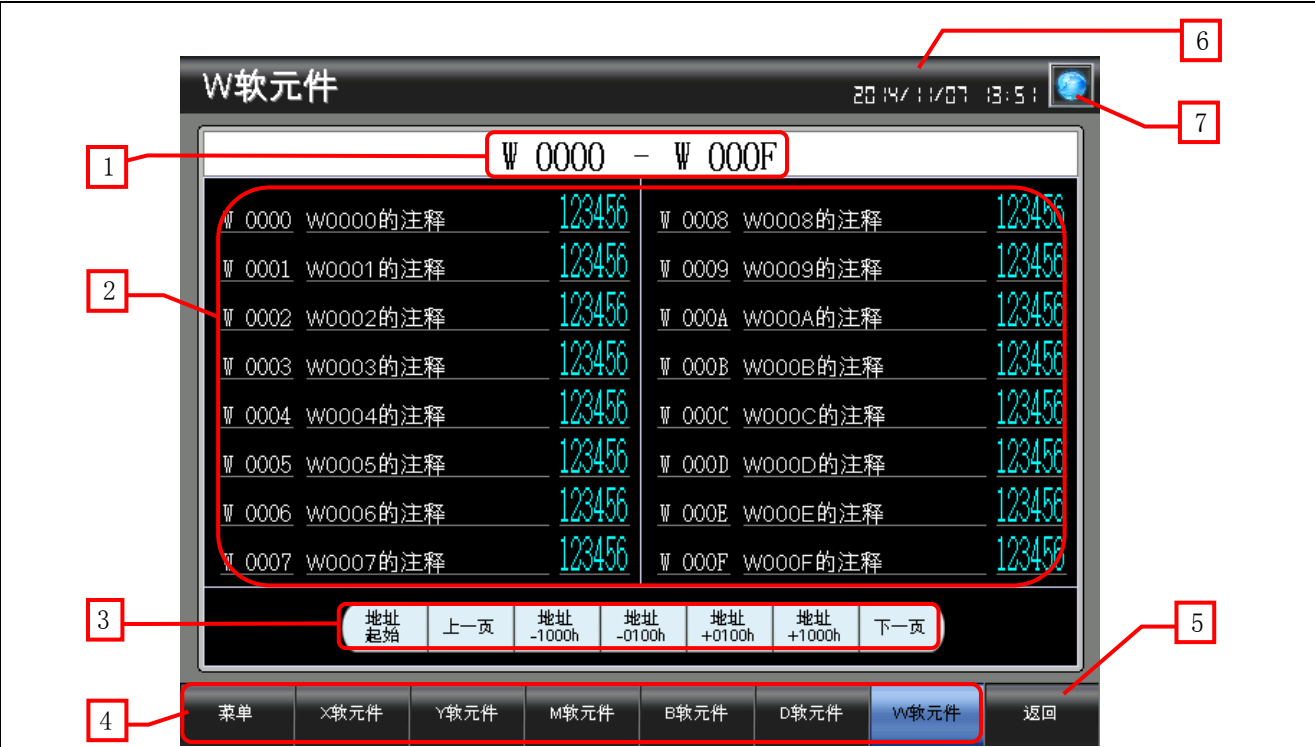 6
W软元件
2014/11/07 13:51
7
1
W 0000 - W 000F
W 0000 W0000的注释 123456 W 0008 W0008的注释 123456
W 0001 W0001的注释 123456 W 0009 W0009的注释 123456
2
W 0002 W0002的注释 123456 W 000A W000A的注释 123456
W 0003 W0003的注释 123456 W 000B W000B的注释 123456
W 0004 W0004的注释 123456 W 000C W000C的注释 123456
W 0005 W0005的注释 123456 W 000D W000D的注释 123456
W 0006 W0006的注释 123456 W 000E W000E的注释 123456
W 0007 W0007的注释 123456 W 000F W000F的注释 123456
3
地址 起始 上一页 地址 -1000h 地址 -0100h 地址 +0100h 地址 +1000h 下一页
5
4
菜单 X软元件 Y软元件 M软元件 B软元件 D软元件 W软元件 返回